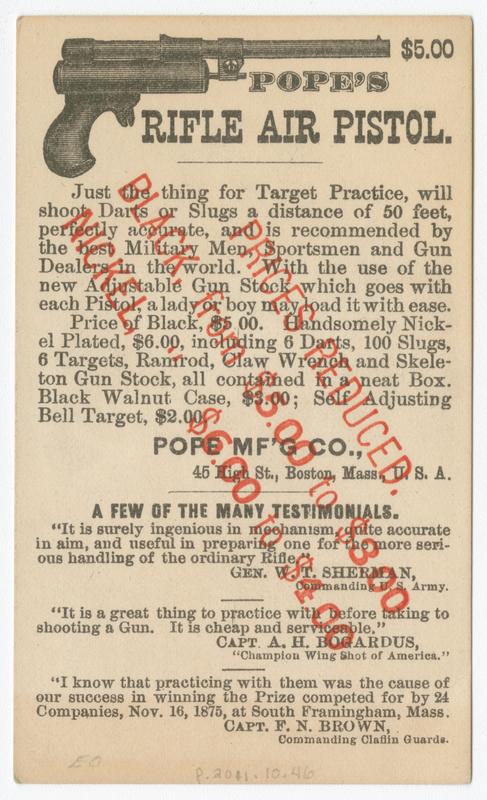 $5.00
POPE'S
RIFLE AIR PISTOL.
Just the thing for Target Practice, will
shoot Darts or Slugs a distance of 50 feet,
perfectly accurate, and is recommended by
the best Military Men, Sportsmen and Gun
Dealers in the world. With the use of the
new Adjustable Gun Stock which goes with
each Pistol, a lady or boy may load it with ease.
Price of Black, $5.00. Handsomely Nick-
el Plated, $6.00, including 6 Darts, 100 Slugs,
6 Targets, Ramrod, Claw Wrench and Skele-
ton Gun Stock, all contained in a neat Box.
Black Walnut Case, $3.00; Self Adjusting
Bell Target, $2.00.
POPE MF'G CO.,
45 High St., Boston, Mass., U. S. A.
A FEW OF THE MANY TESTIMONIALS.
"It is surely ingenious in mechanism, quite accurate
in aim, and useful in preparing one for the more seri-
ous handling of the ordinary Rifle."
GEN. W. T. SHERMAN,
Commanding U. S. Army.
"It is a great thing to practice with before taking to
shooting a Gun. It is cheap and serviceable."
CAPT. A. H. BOGARDUS,
"Champion Wing Shot of America."
"I know that practicing with them was the cause of
our success in winning the Prize competed for by 24
Companies, Nov. 16, 1875, at South Framingham, Mass.
CAPT. F. N. BROWN,
Commanding Claflin Guards.
PRICES REDUCED.
BLACK, from $5.00 to $3.00
NICKEL, " $6.00 to $4.00
EO
P.2011.10.46